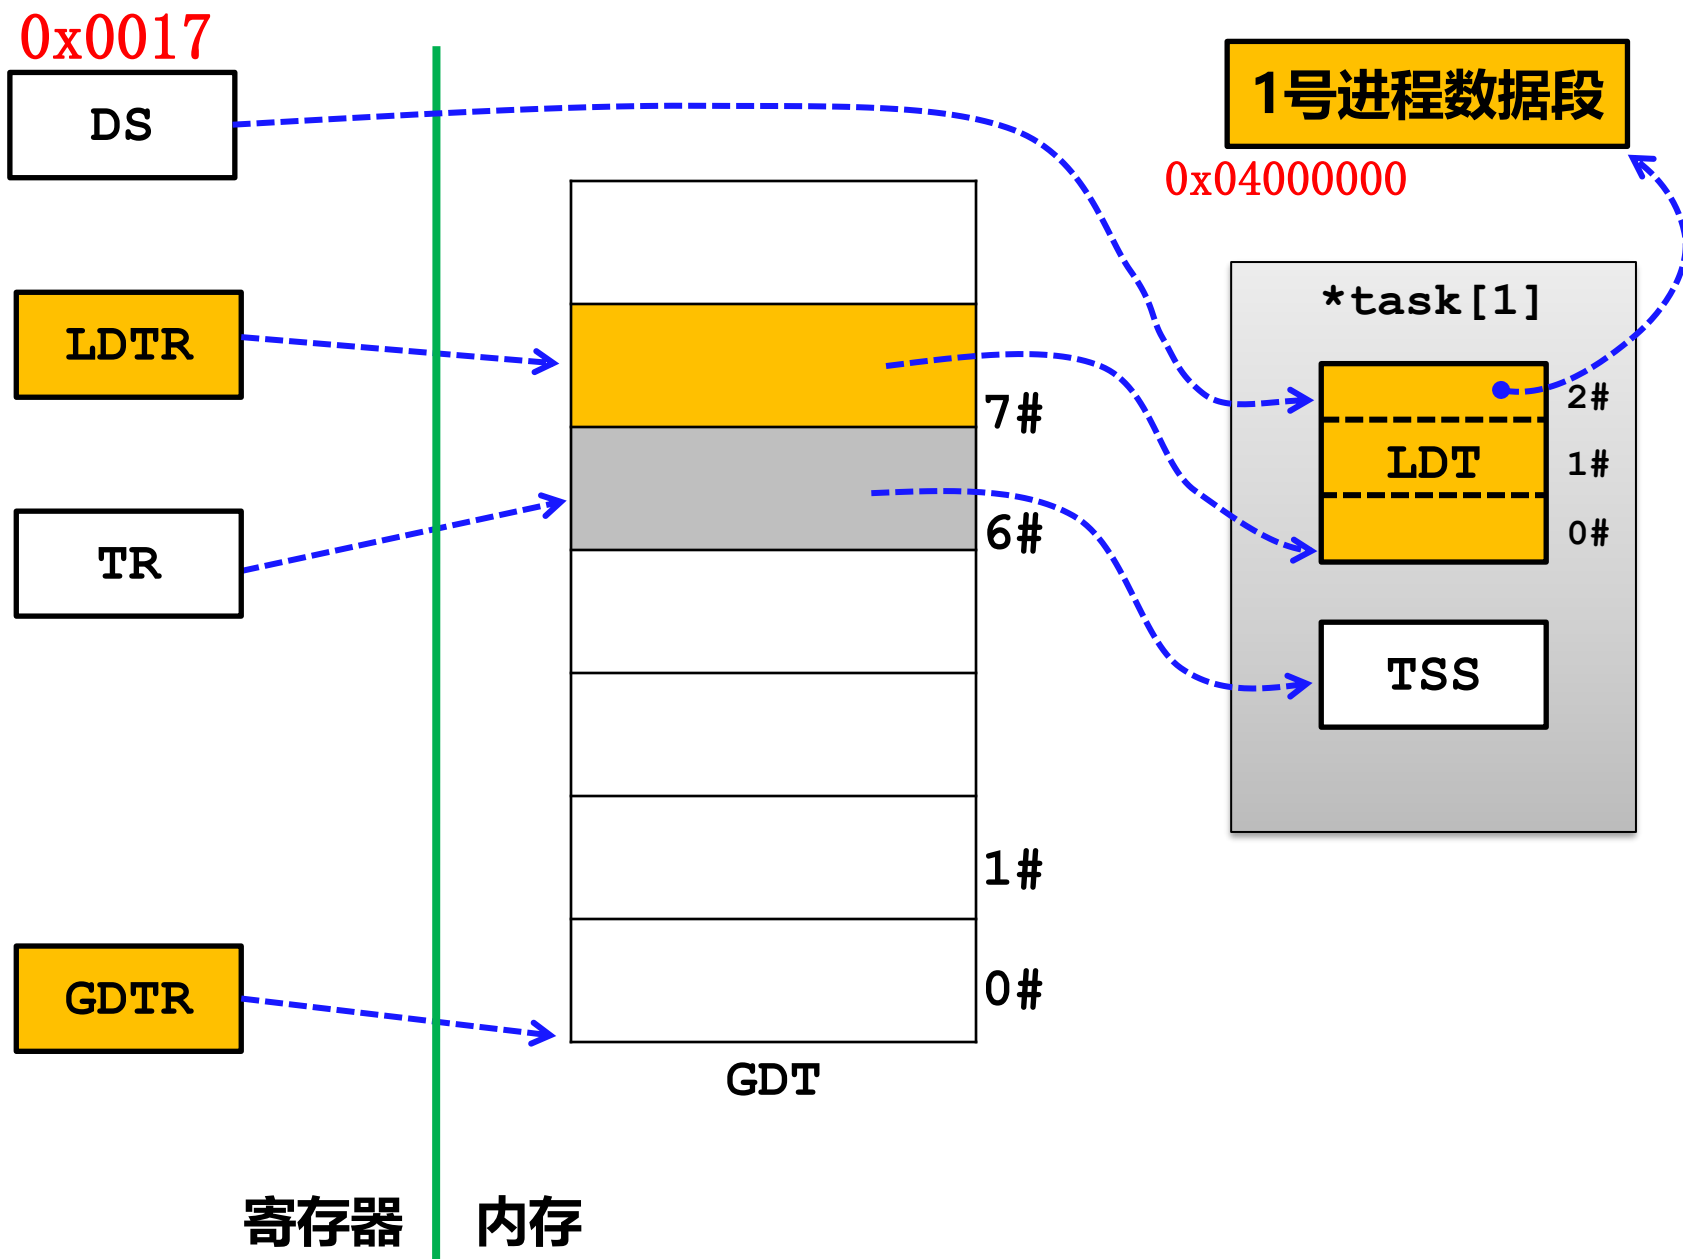 0x0017
DS
1号进程数据段
0x04000000
*task[1]
LDTR
7#
2#
LDT
1#
0#
6#
TR
TSS
1#
0#
GDTR
GDT
寄存器
内存